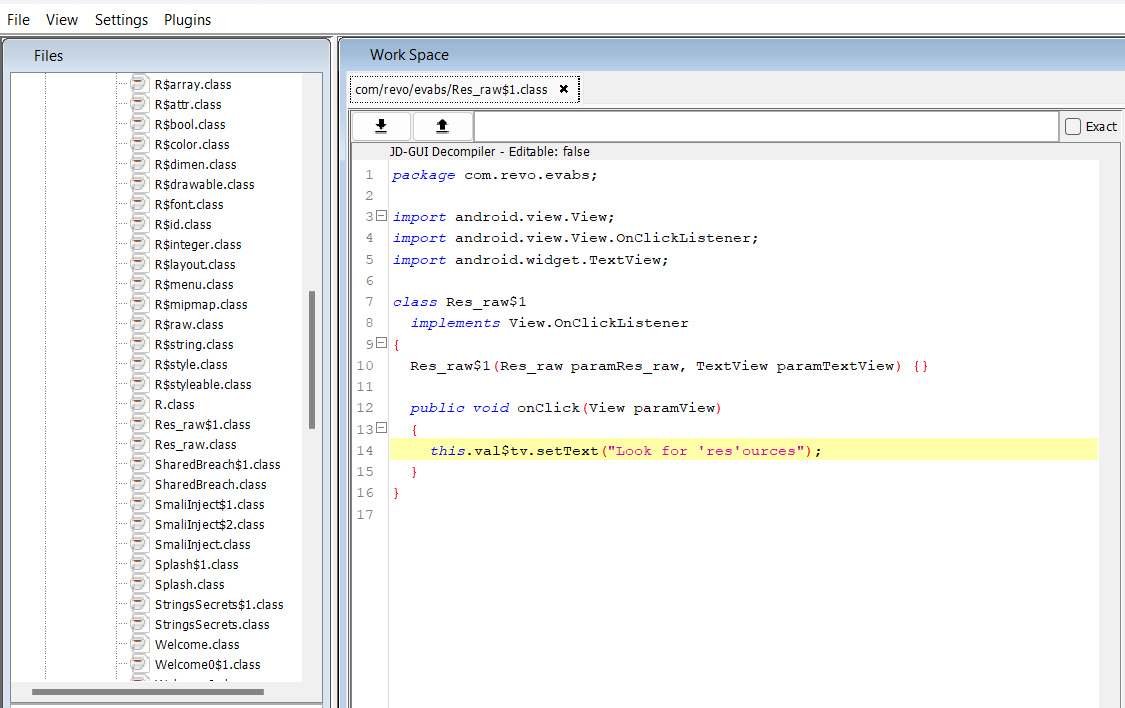 File View Settings Plugins
Files
R$array.class
R$attr.class
R$bool.class
R$color.class
R$dimen.class
R$drawable.class
R$font.class
R$id.class
R$integer.class
R$layout.class
R$menu.class
R$mipmap.class
R$raw.class
R$string.class
R$style.class
R$styleable.class
R.class
Res_raw$1.class
Res_raw.class
SharedBreach$1.class
SharedBreach.class
SmaliInject$1.class
SmaliInject$2.class
SmaliInject.class
Splash$1.class
Splash.class
StringsSecrets$1.class
StringsSecrets.class
Welcome.class
Welcome0$1.class
Work Space
com/revo/evabs/Res_raw$1.class
Exact
JD-GUI Decompiler - Editable: false
1 package com.revo.evabs;
2
3 import android.view.View;
4 import android.view.View.OnClickListener;
5 import android.widget.TextView;
6
7 class Res_raw$1
8 implements View.OnClickListener
9 {
10 Res_raw$1(Res_raw paramRes_raw, TextView paramTextView) {}
11
12 public void onClick(View paramView)
13 {
14 this.val$tv.setText("Look for 'res'ources");
15 }
16 }
17